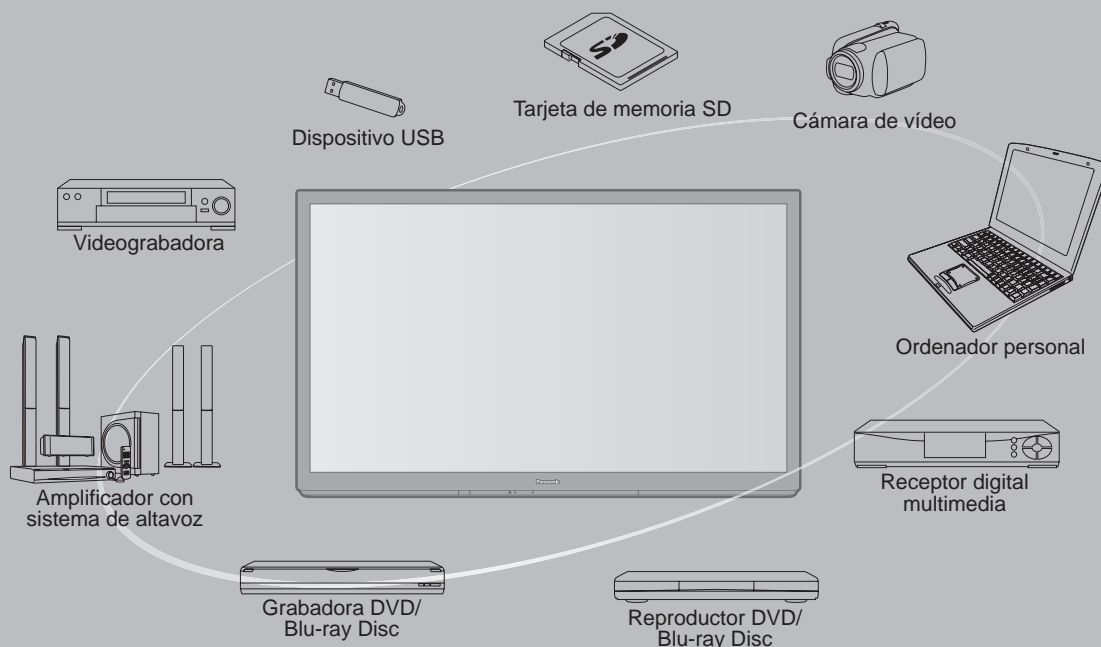 Tarjeta de memoria SD
Cámara de vídeo
Dispositivo USB
Videograbadora
Ordenador personal
Amplificador con
sistema de altavoz
Receptor digital
multimedia
Panasonic
Grabadora DVD/
Blu-ray Disc
Reproductor DVD/
Blu-ray Disc